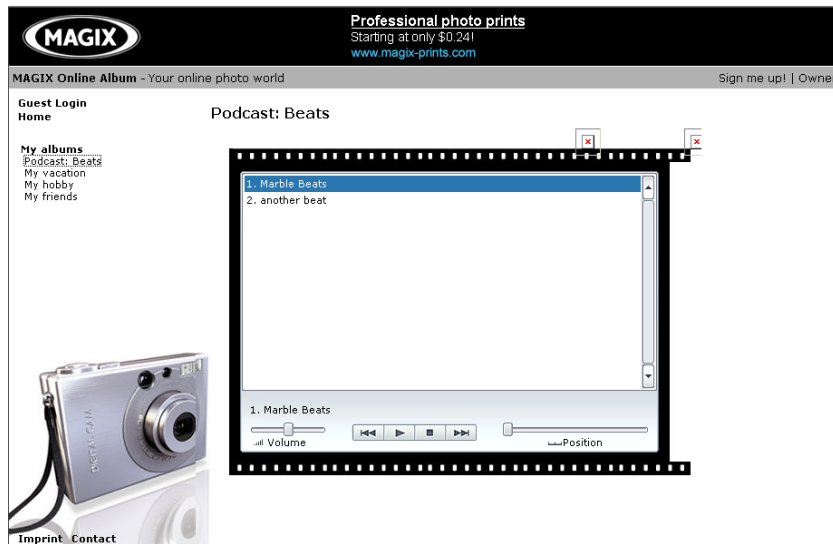 MAGIX
Professional photo prints
Starting at only $0.24!
www.magix-prints.com
MAGIX Online Album - Your online photo world
Sign me up! | Owne
Guest Login
Home
Podcast: Beats
My albums
Podcast: Beats
My vacation
My hobby
My friends
1. Marble Beats
2. another beat
1. Marble Beats
Volume
Position
DIGITAL CAM
Imprint Contact